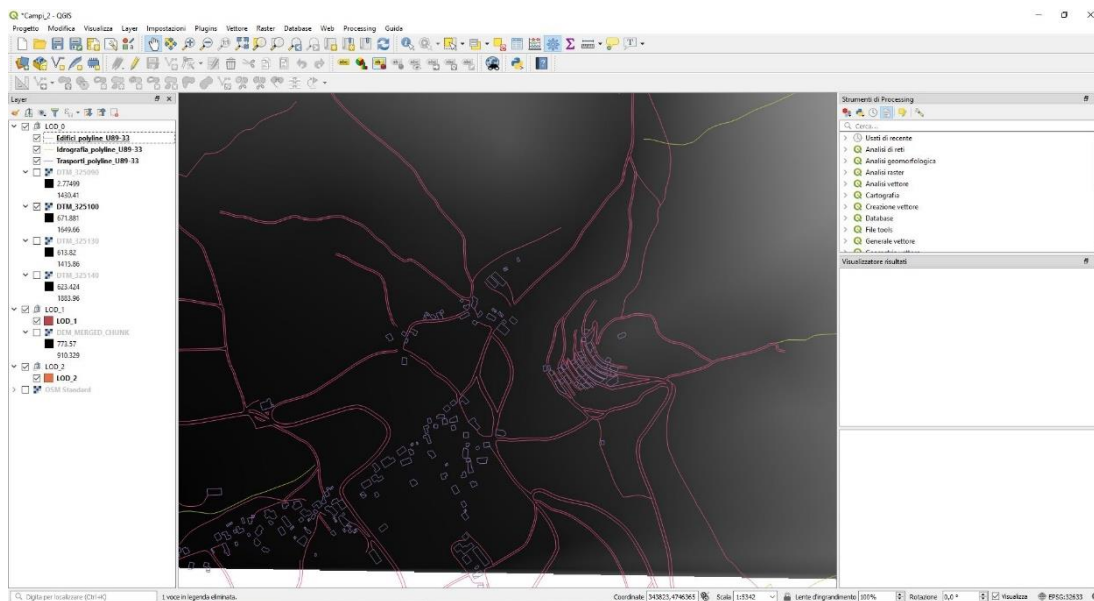 *Campi_2 - QGIS
Progetto Modifica Visualizza Layer Impostazioni Plugins Vettore Raster Database Web Processing Guida
Layer
LOD_0
Edifici_polyline_U89-33
Idrografia_polyline_U89-33
Trasporti_polyline_U89-33
DTM_325090
2.77499
1430.41
DTM_325100
671.881
1649.66
DTM_325130
613.82
1415.86
DTM_325140
623.424
1883.96
LOD_1
LOD_1
DEM_MERGED_CHUNK
773.57
910.329
LOD_2
LOD_2
OSM Standard
Strumenti di Processing
Cerca...
Usati di recente
Analisi di reti
Analisi geomorfologica
Analisi raster
Analisi vettore
Cartografia
Creazione vettore
Database
File tools
Generale vettore
Visualizzatore risultati
Digita per localizzare (Ctrl+K) 1 voce in legenda eliminata. Coordinate 343823,4746365 Scala 1:5342 Lente d'ingrandimento 100% Rotazione 0,0 ° Visualizza EPSG:32633